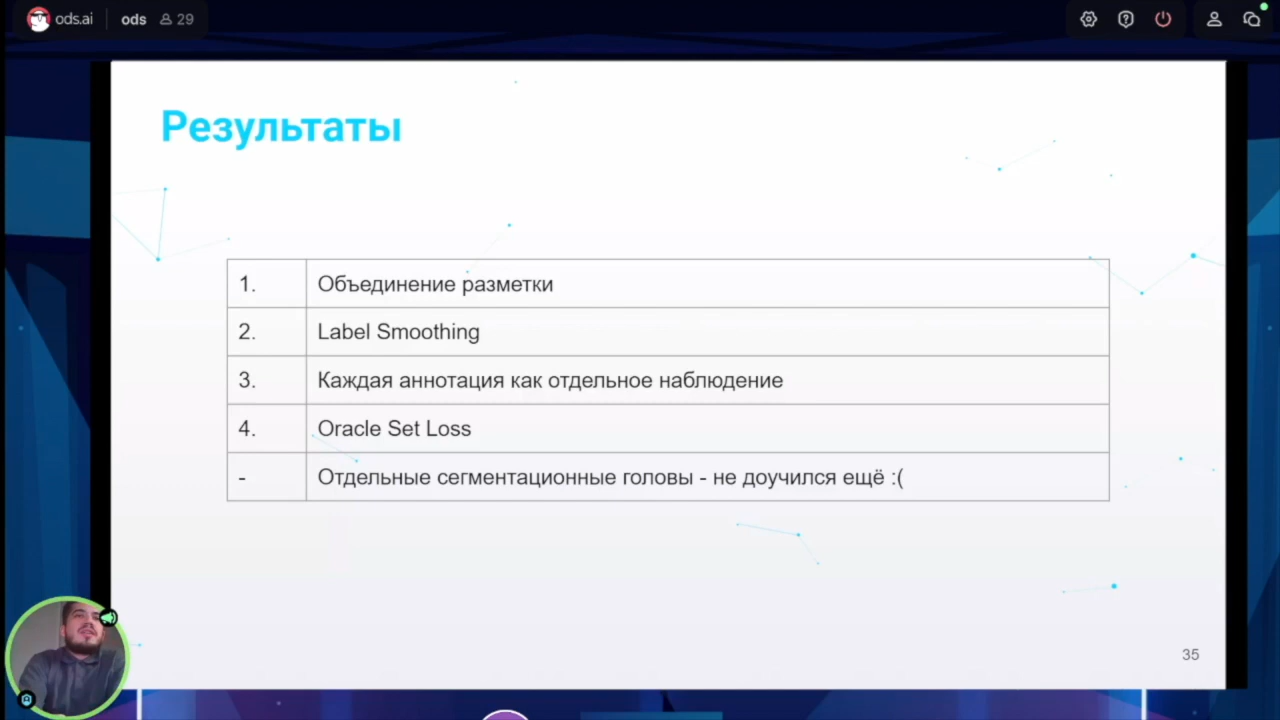 ods.ai ods 29
Результаты
1. Объединение разметки
2. Label Smoothing
3. Каждая аннотация как отдельное наблюдение
4. Oracle Set Loss
- Отдельные сегментационные головы - не доучился ещё :(
35